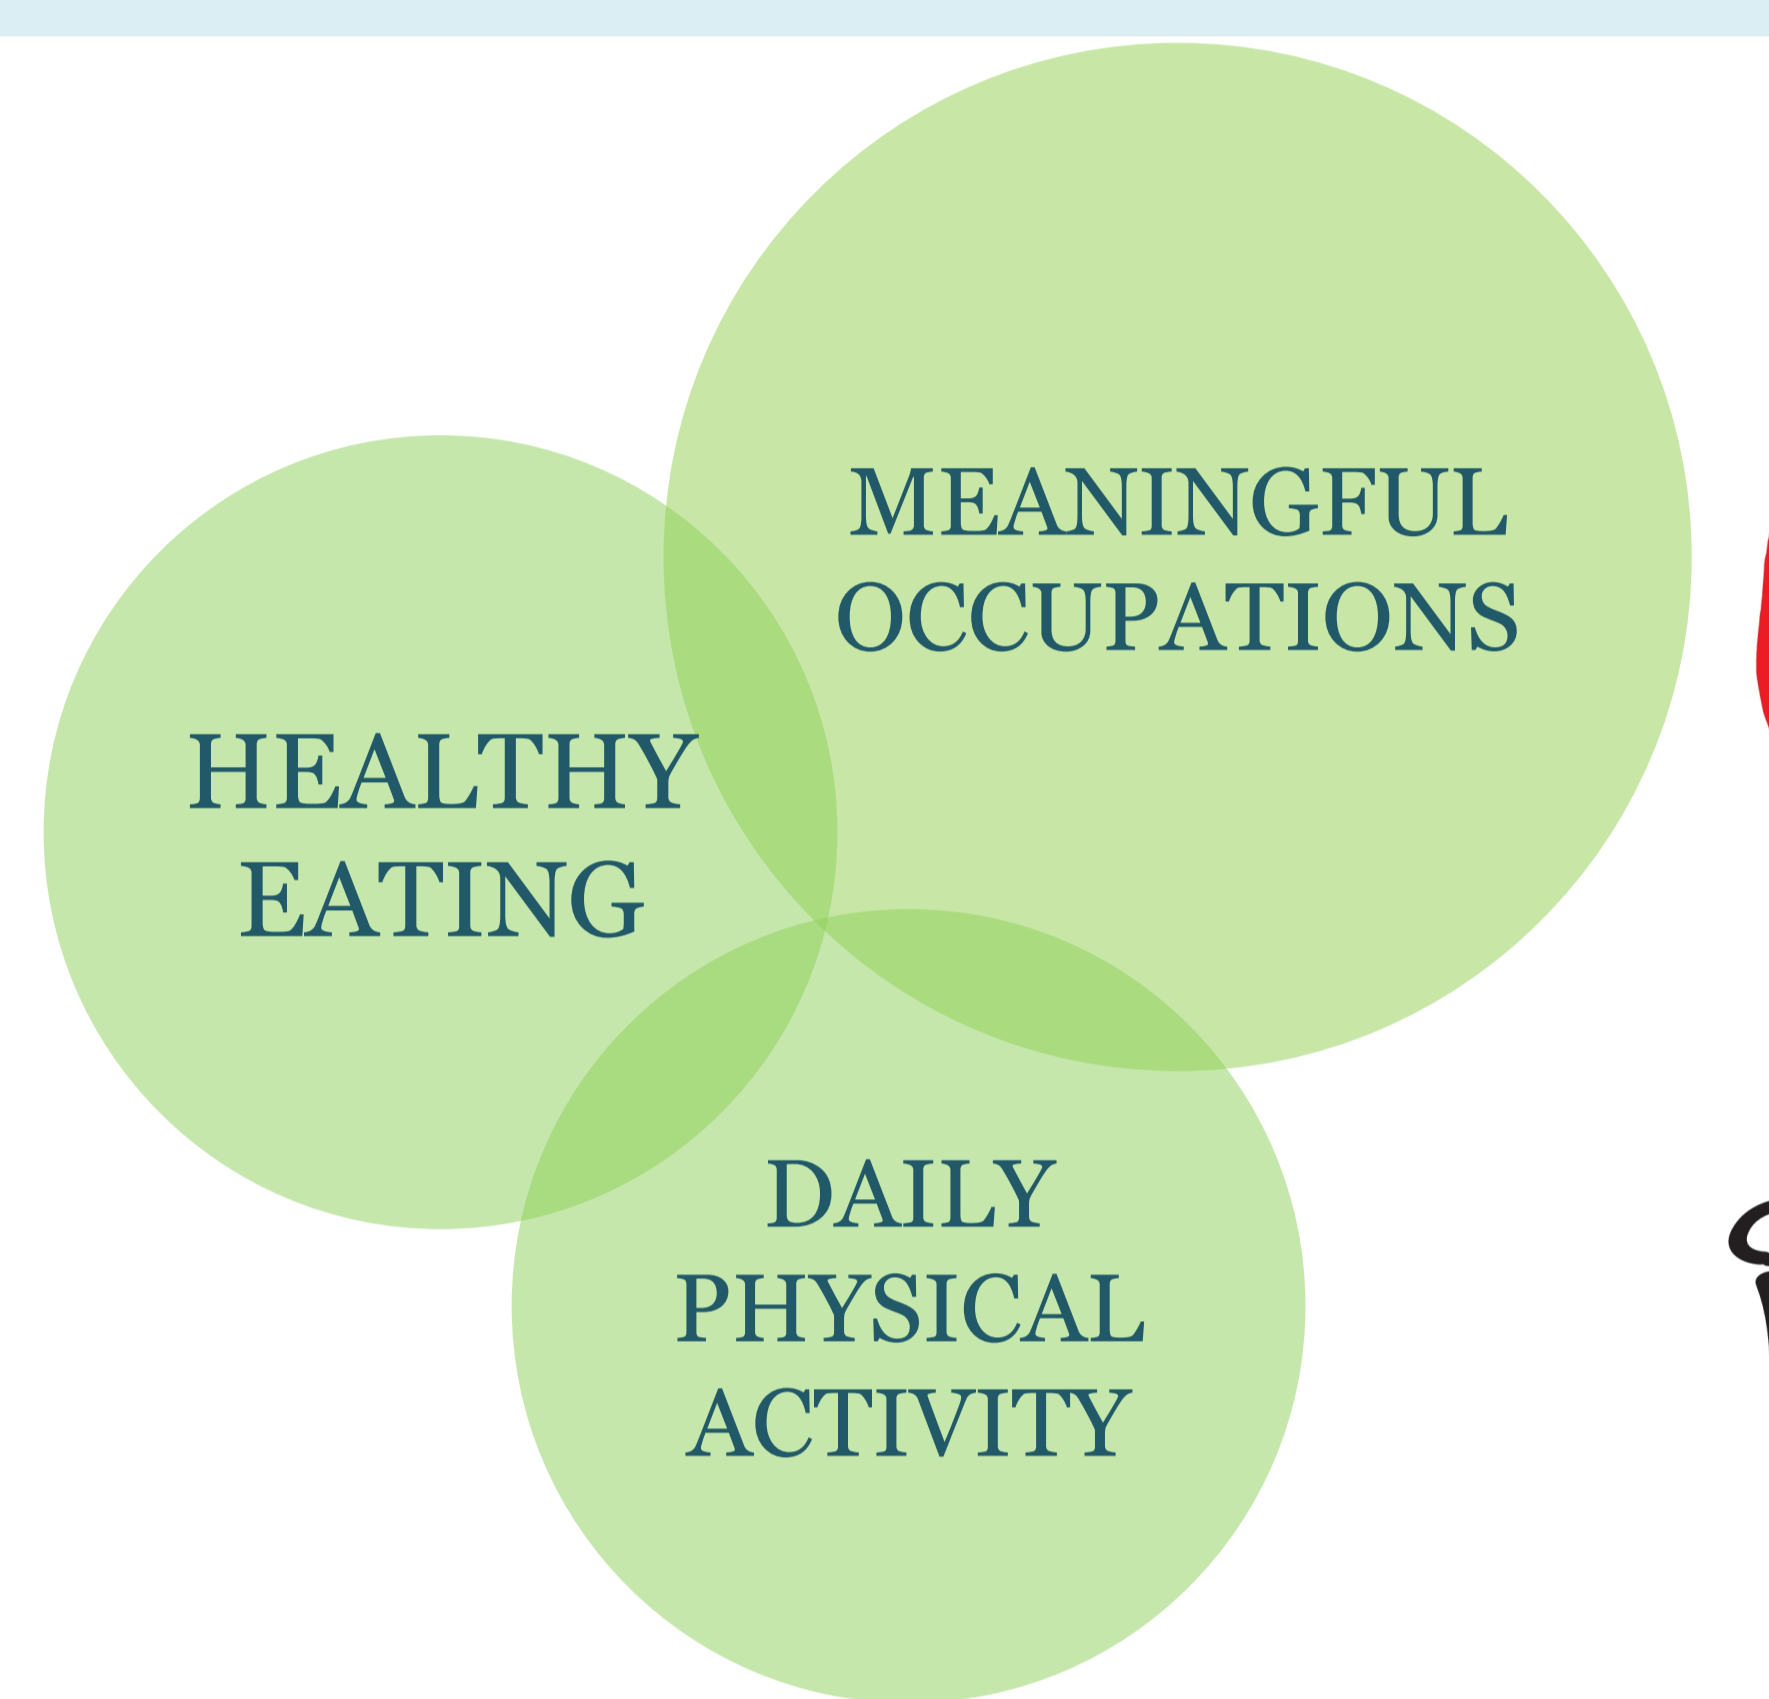 MEANINGFUL
OCCUPATIONS
HEALTHY
EATING
DAILY
PHYSICAL
ACTIVITY